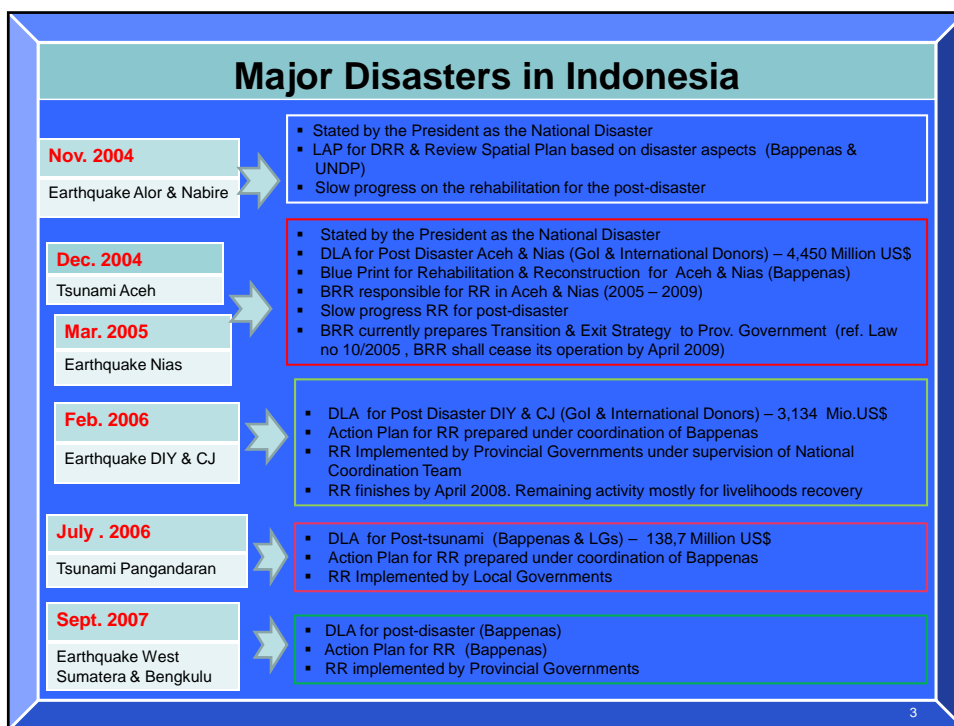 Major Disasters in Indonesia
Nov. 2004
Earthquake Alor & Nabire
▪ Stated by the President as the National Disaster
▪ LAP for DRR & Review Spatial Plan based on disaster aspects (Bappenas &
UNDP)
▪ Slow progress on the rehabilitation for the post-disaster
Dec. 2004
Tsunami Aceh
Mar. 2005
Earthquake Nias
▪ Stated by the President as the National Disaster
▪ DLA for Post Disaster Aceh & Nias (GoI & International Donors) – 4,450 Million US$
▪ Blue Print for Rehabilitation & Reconstruction for Aceh & Nias (Bappenas)
▪ BRR responsible for RR in Aceh & Nias (2005 – 2009)
▪ Slow progress RR for post-disaster
▪ BRR currently prepares Transition & Exit Strategy to Prov. Government (ref. Law
no 10/2005 , BRR shall cease its operation by April 2009)
Feb. 2006
Earthquake DIY & CJ
▪ DLA for Post Disaster DIY & CJ (GoI & International Donors) – 3,134 Mio.US$
▪ Action Plan for RR prepared under coordination of Bappenas
▪ RR Implemented by Provincial Governments under supervision of National
Coordination Team
▪ RR finishes by April 2008. Remaining activity mostly for livelihoods recovery
July . 2006
Tsunami Pangandaran
▪ DLA for Post-tsunami (Bappenas & LGs) – 138,7 Million US$
▪ Action Plan for RR prepared under coordination of Bappenas
▪ RR Implemented by Local Governments
Sept. 2007
Earthquake West
Sumatera & Bengkulu
▪ DLA for post-disaster (Bappenas)
▪ Action Plan for RR (Bappenas)
▪ RR implemented by Provincial Governments
3